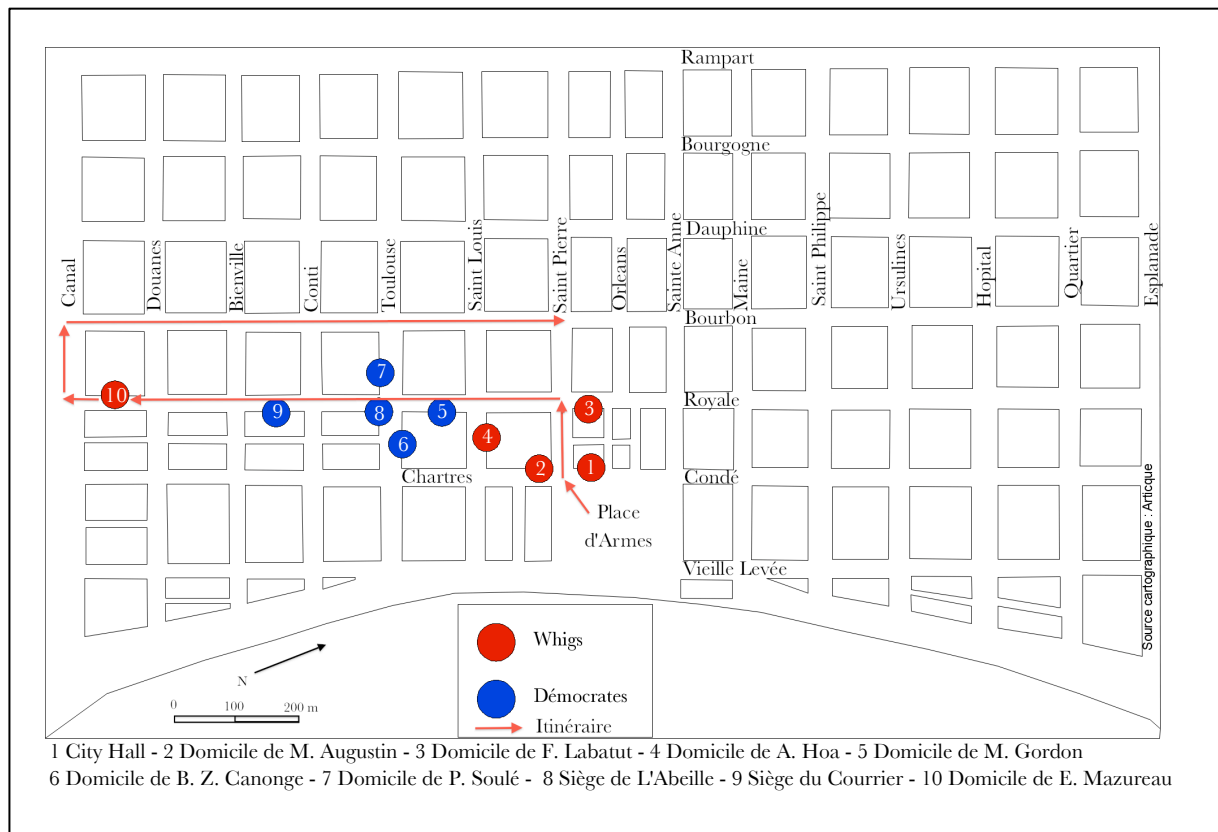 Rampart
Bourgogne
Dauphine
Canal
Douanes
Bienville
Conti
Toulouse
Saint Louis
Saint Pierre
Orleans
Sainte Anne
Maine
Saint Philippe
Ursulines
Hopital
Quartier
Esplanade
Bourbon
7
10
Royale
9
8
5
3
4
6
2
1
Chartres
Condé
Place
d'Armes
Vieille Levée
Source cartographique : Articque
Whigs
Démocrates
Itinéraire
N
0 100 200 m
1 City Hall - 2 Domicile de M. Augustin - 3 Domicile de F. Labatut - 4 Domicile de A. Hoa - 5 Domicile de M. Gordon
6 Domicile de B. Z. Canonge - 7 Domicile de P. Soulé - 8 Siège de L'Abeille - 9 Siège du Courrier - 10 Domicile de E. Mazureau